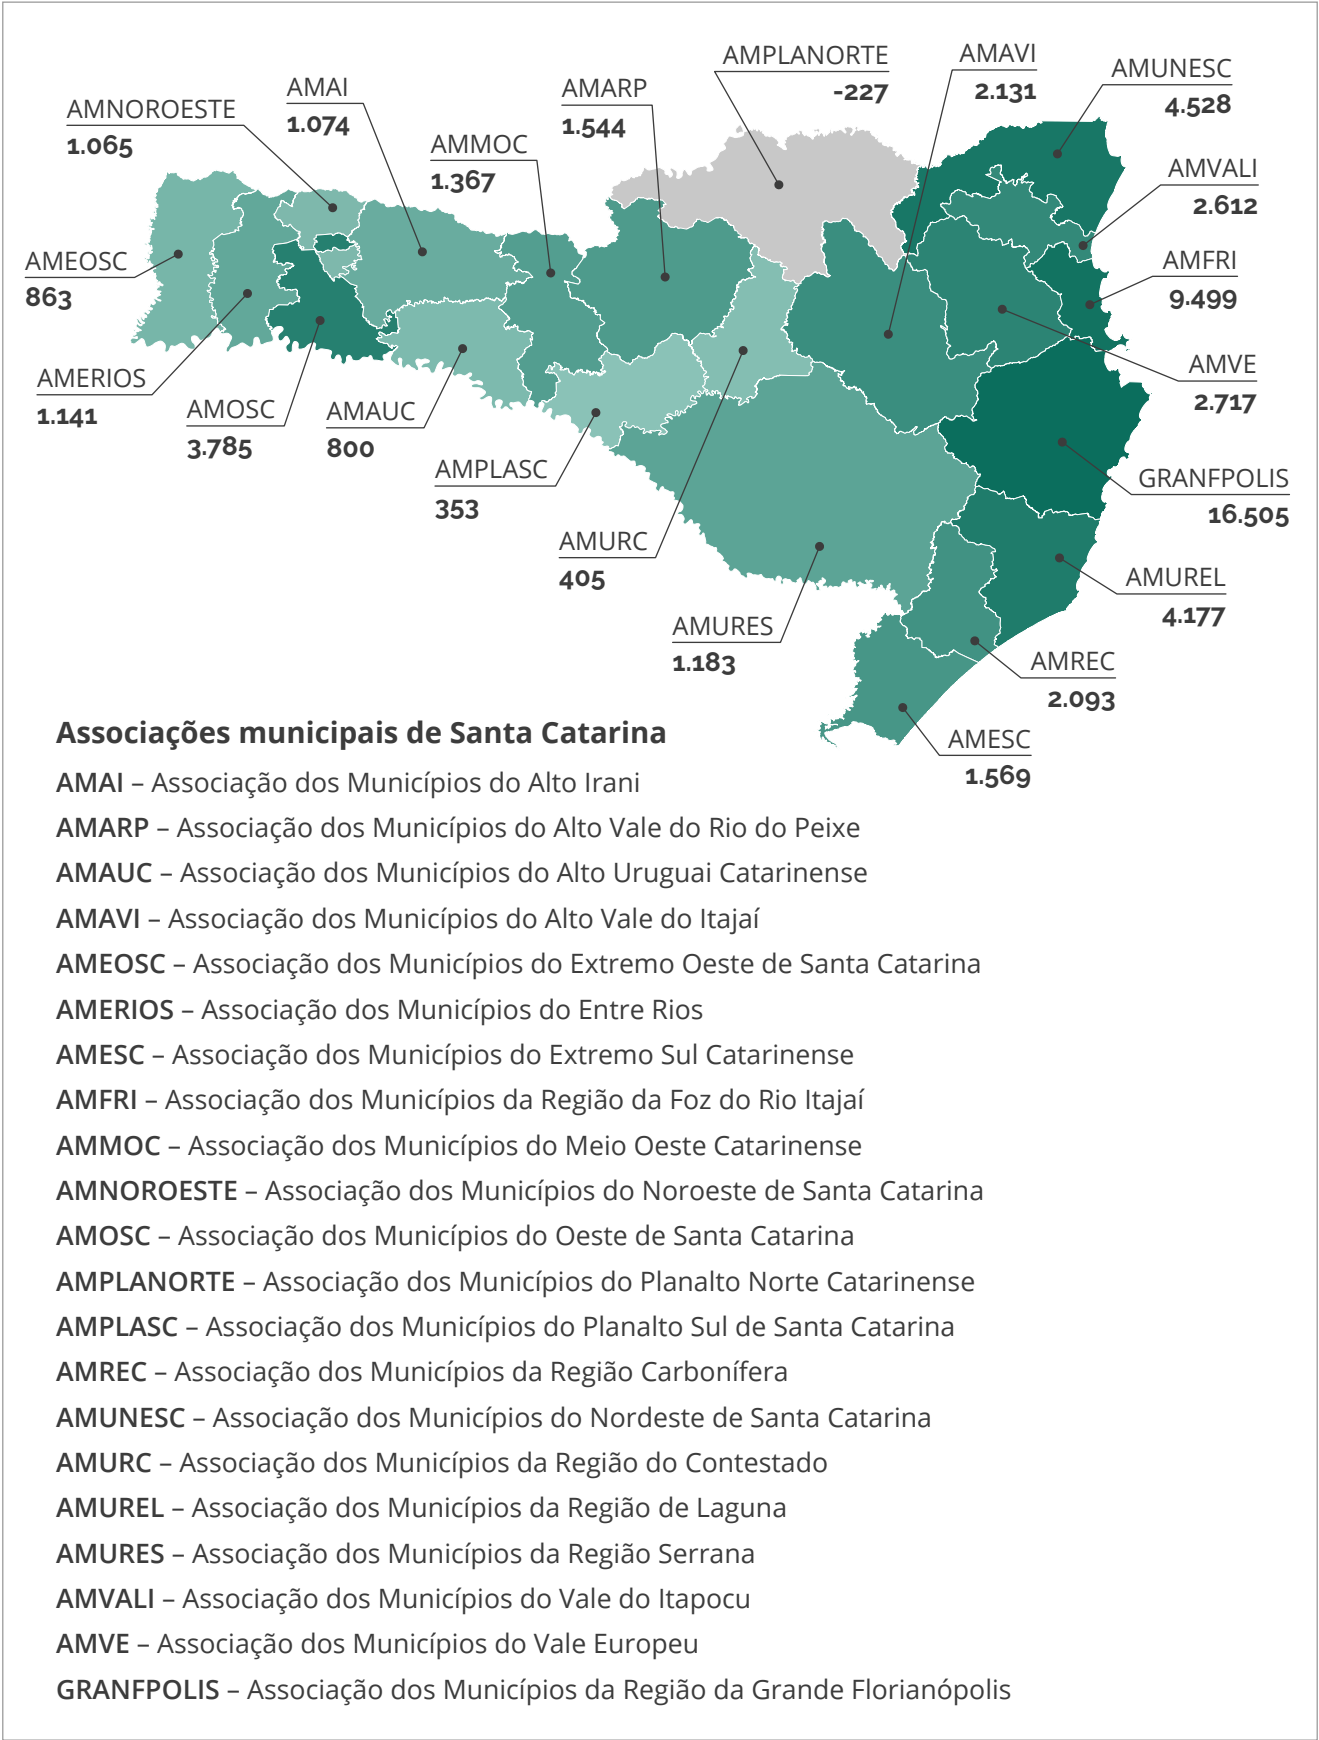 AMPLANORTE
-227
AMAVI
2.131
AMUNESC
4.528
AMAI
1.074
AMARP
1.544
AMNOROESTE
1.065
AMMOC
1.367
AMVALI
2.612
AMEOSC
863
AMFRI
9.499
AMERIOS
1.141
AMOSC
3.785
AMAUC
800
AMVE
2.717
AMPLASC
353
GRANFPOLIS
16.505
AMURC
405
AMUREL
4.177
AMURES
1.183
AMREC
2.093
AMESC
1.569
Associações municipais de Santa Catarina
AMAI – Associação dos Municípios do Alto Irani
AMARP – Associação dos Municípios do Alto Vale do Rio do Peixe
AMAUC – Associação dos Municípios do Alto Uruguai Catarinense
AMAVI – Associação dos Municípios do Alto Vale do Itajaí
AMEOSC – Associação dos Municípios do Extremo Oeste de Santa Catarina
AMERIOS – Associação dos Municípios do Entre Rios
AMESC – Associação dos Municípios do Extremo Sul Catarinense
AMFRI – Associação dos Municípios da Região da Foz do Rio Itajaí
AMMOC – Associação dos Municípios do Meio Oeste Catarinense
AMNOROESTE – Associação dos Municípios do Noroeste de Santa Catarina
AMOSC – Associação dos Municípios do Oeste de Santa Catarina
AMPLANORTE – Associação dos Municípios do Planalto Norte Catarinense
AMPLASC – Associação dos Municípios do Planalto Sul de Santa Catarina
AMREC – Associação dos Municípios da Região Carbonífera
AMUNESC – Associação dos Municípios do Nordeste de Santa Catarina
AMURC – Associação dos Municípios da Região do Contestado
AMUREL – Associação dos Municípios da Região de Laguna
AMURES – Associação dos Municípios da Região Serrana
AMVALI – Associação dos Municípios do Vale do Itapocu
AMVE – Associação dos Municípios do Vale Europeu
GRANFPOLIS – Associação dos Municípios da Região da Grande Florianópolis